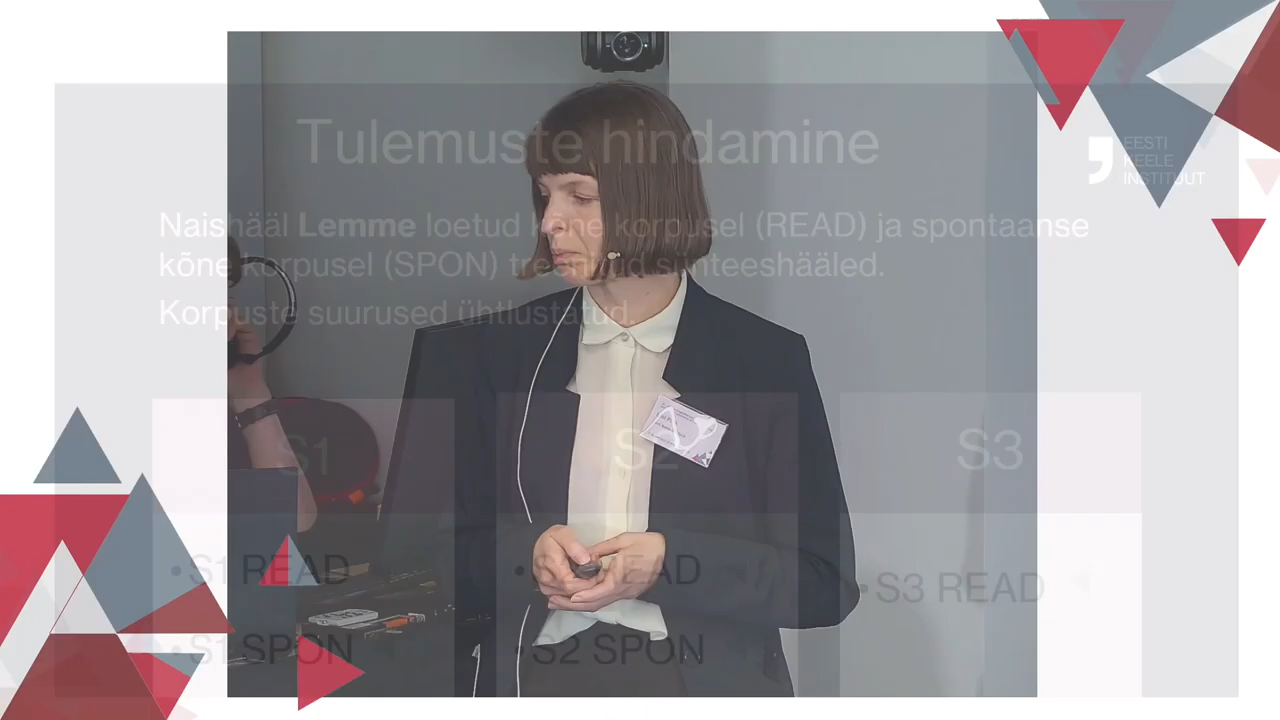 Tulemuste hindamine
EESTI
KEELE
INSTITUUT
Naishääl Lemme loetud kõne korpusel (READ) ja spontaanse
kõne korpusel (SPON) treenitud sünteeshääled.
Korpuste suurused ühtlustatud.
S1 S2 S3
• S1 READ
• S2 READ
• S3 READ
• S1 SPON
• S2 SPON